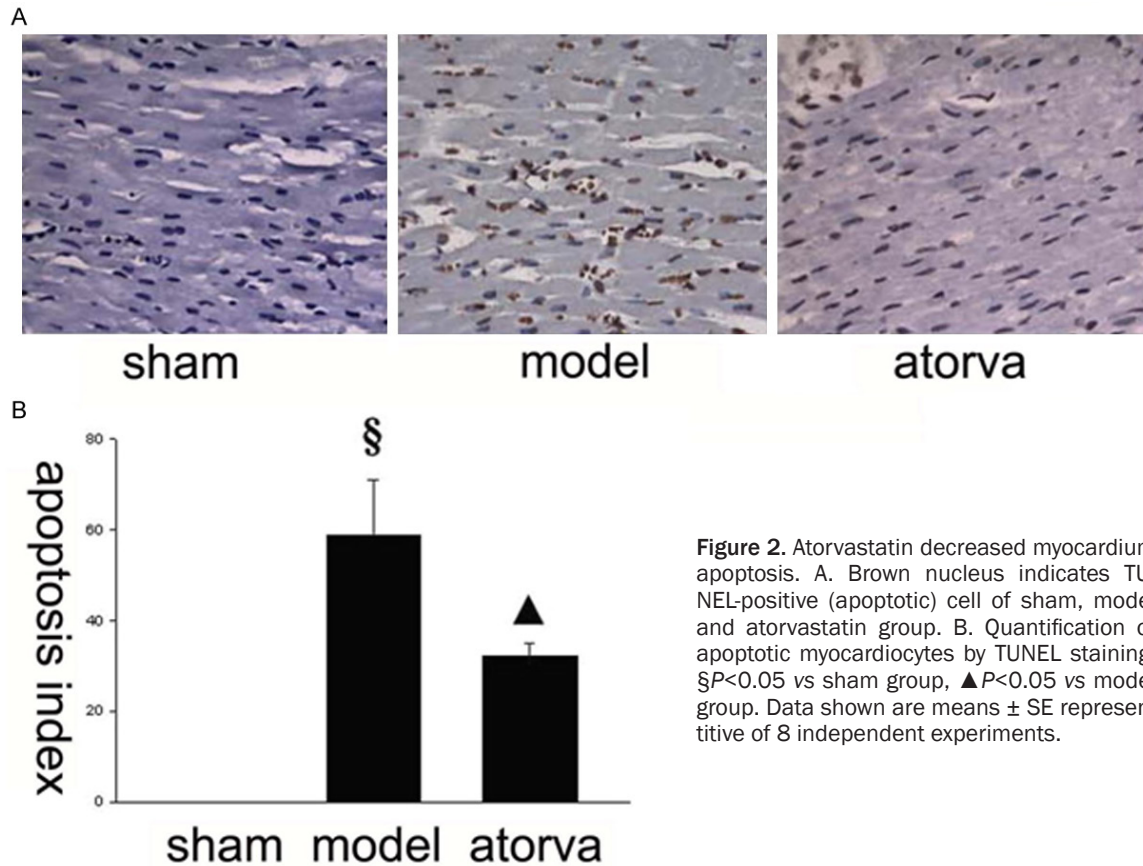 A
sham
model
atorva
B
§
80
60
40
20
0
apoptosis index
▲
sham model atorva
Figure 2. Atorvastatin decreased myocardium
apoptosis. A. Brown nucleus indicates TU
NEL-positive (apoptotic) cell of sham, mode
and atorvastatin group. B. Quantification o
apoptotic myocardiocytes by TUNEL staining
§P<0.05 vs sham group, ▲P<0.05 vs mode
group. Data shown are means ± SE represen
titive of 8 independent experiments.